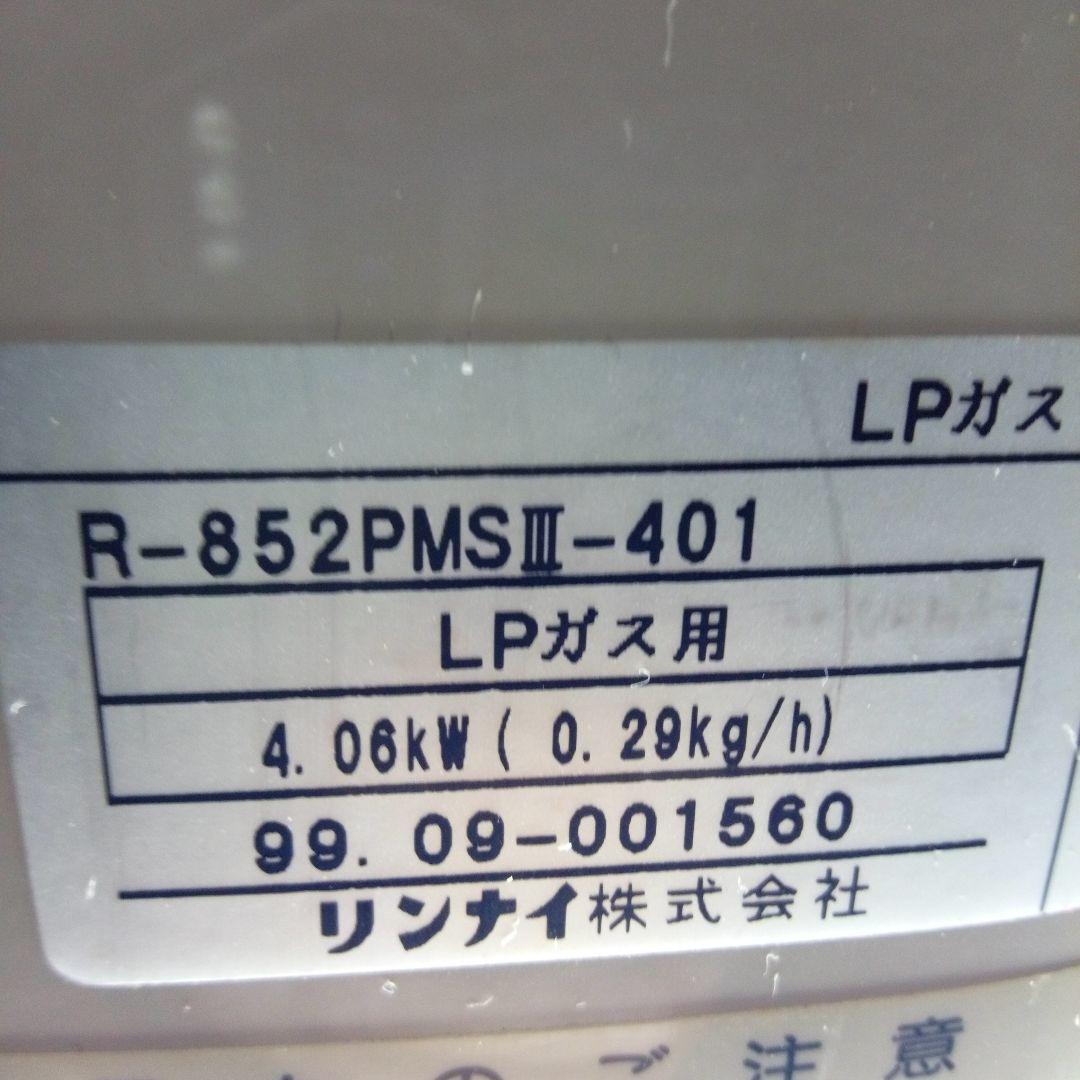 LPガス
R-852PMSⅢ-401
LPガス用
4.06kW ( 0.29kg/h)
99.09-001560
リンナイ株式会社
ご注意